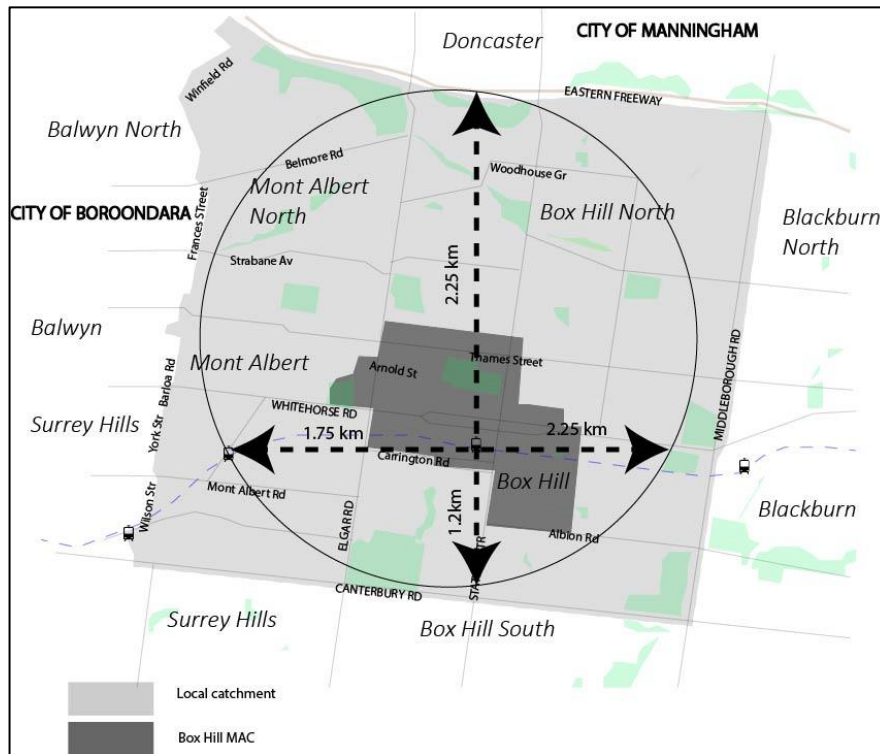 Doncaster
CITY OF MANNINGHAM
Winfield Rd
EASTERN FREEWAY
Balwyn North
Belmore Rd
Woodhouse Gr
Mont Albert
North
Box Hill North
CITY OF BOROONDARA
Frances STreet
Blackburn
North
Strabane Av
2.25 km
Balwyn
Mont Albert
Thames Street
Arnold St
MIDDLEBOROUGH RD
Barloa Rd
WHITEHORSE RD
Surrey Hills
York Str
1.75 km
2.25 km
Carrington Rd
Box Hill
Mont Albert Rd
Wilson Str
1.2km
Blackburn
ELGAR RD
Albion Rd
CANTERBURY RD
Surrey Hills
Box Hill South
Local catchment
Box Hill MAC